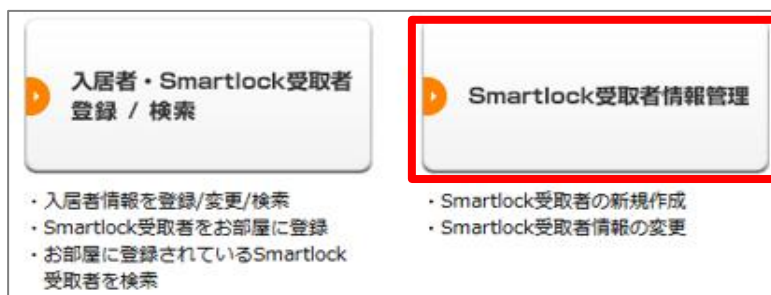 入居者・Smartlock受取者
登録 / 検索
Smartlock受取者情報管理
・入居者情報を登録/変更/検索
・Smartlock受取者をお部屋に登録
・お部屋に登録されているSmartlock
受取者を検索
・Smartlock受取者の新規作成
・Smartlock受取者情報の変更